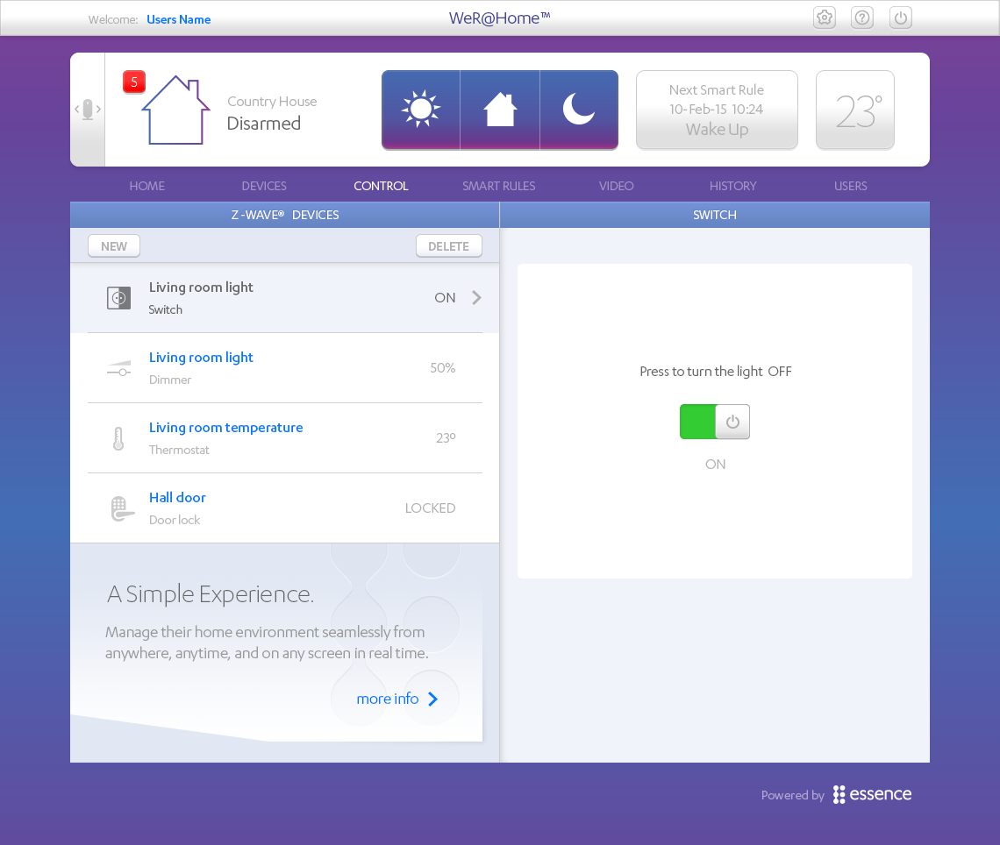 Welcome: Users Name
WeR@Home™
5
Country House
Disarmed
Next Smart Rule
10-Feb-15 10:24
Wake Up
23°
HOME DEVICES CONTROL SMART RULES VIDEO HISTORY USERS
Z -WAVE® DEVICES
SWITCH
NEW
DELETE
Living room light
Switch
ON
Living room light
Dimmer
50%
Living room temperature
Thermostat
23º
Hall door
Door lock
LOCKED
A Simple Experience.
Manage their home environment seamlessly from
anywhere, anytime, and on any screen in real time.
more info
Press to turn the light OFF
ON
Powered by essence